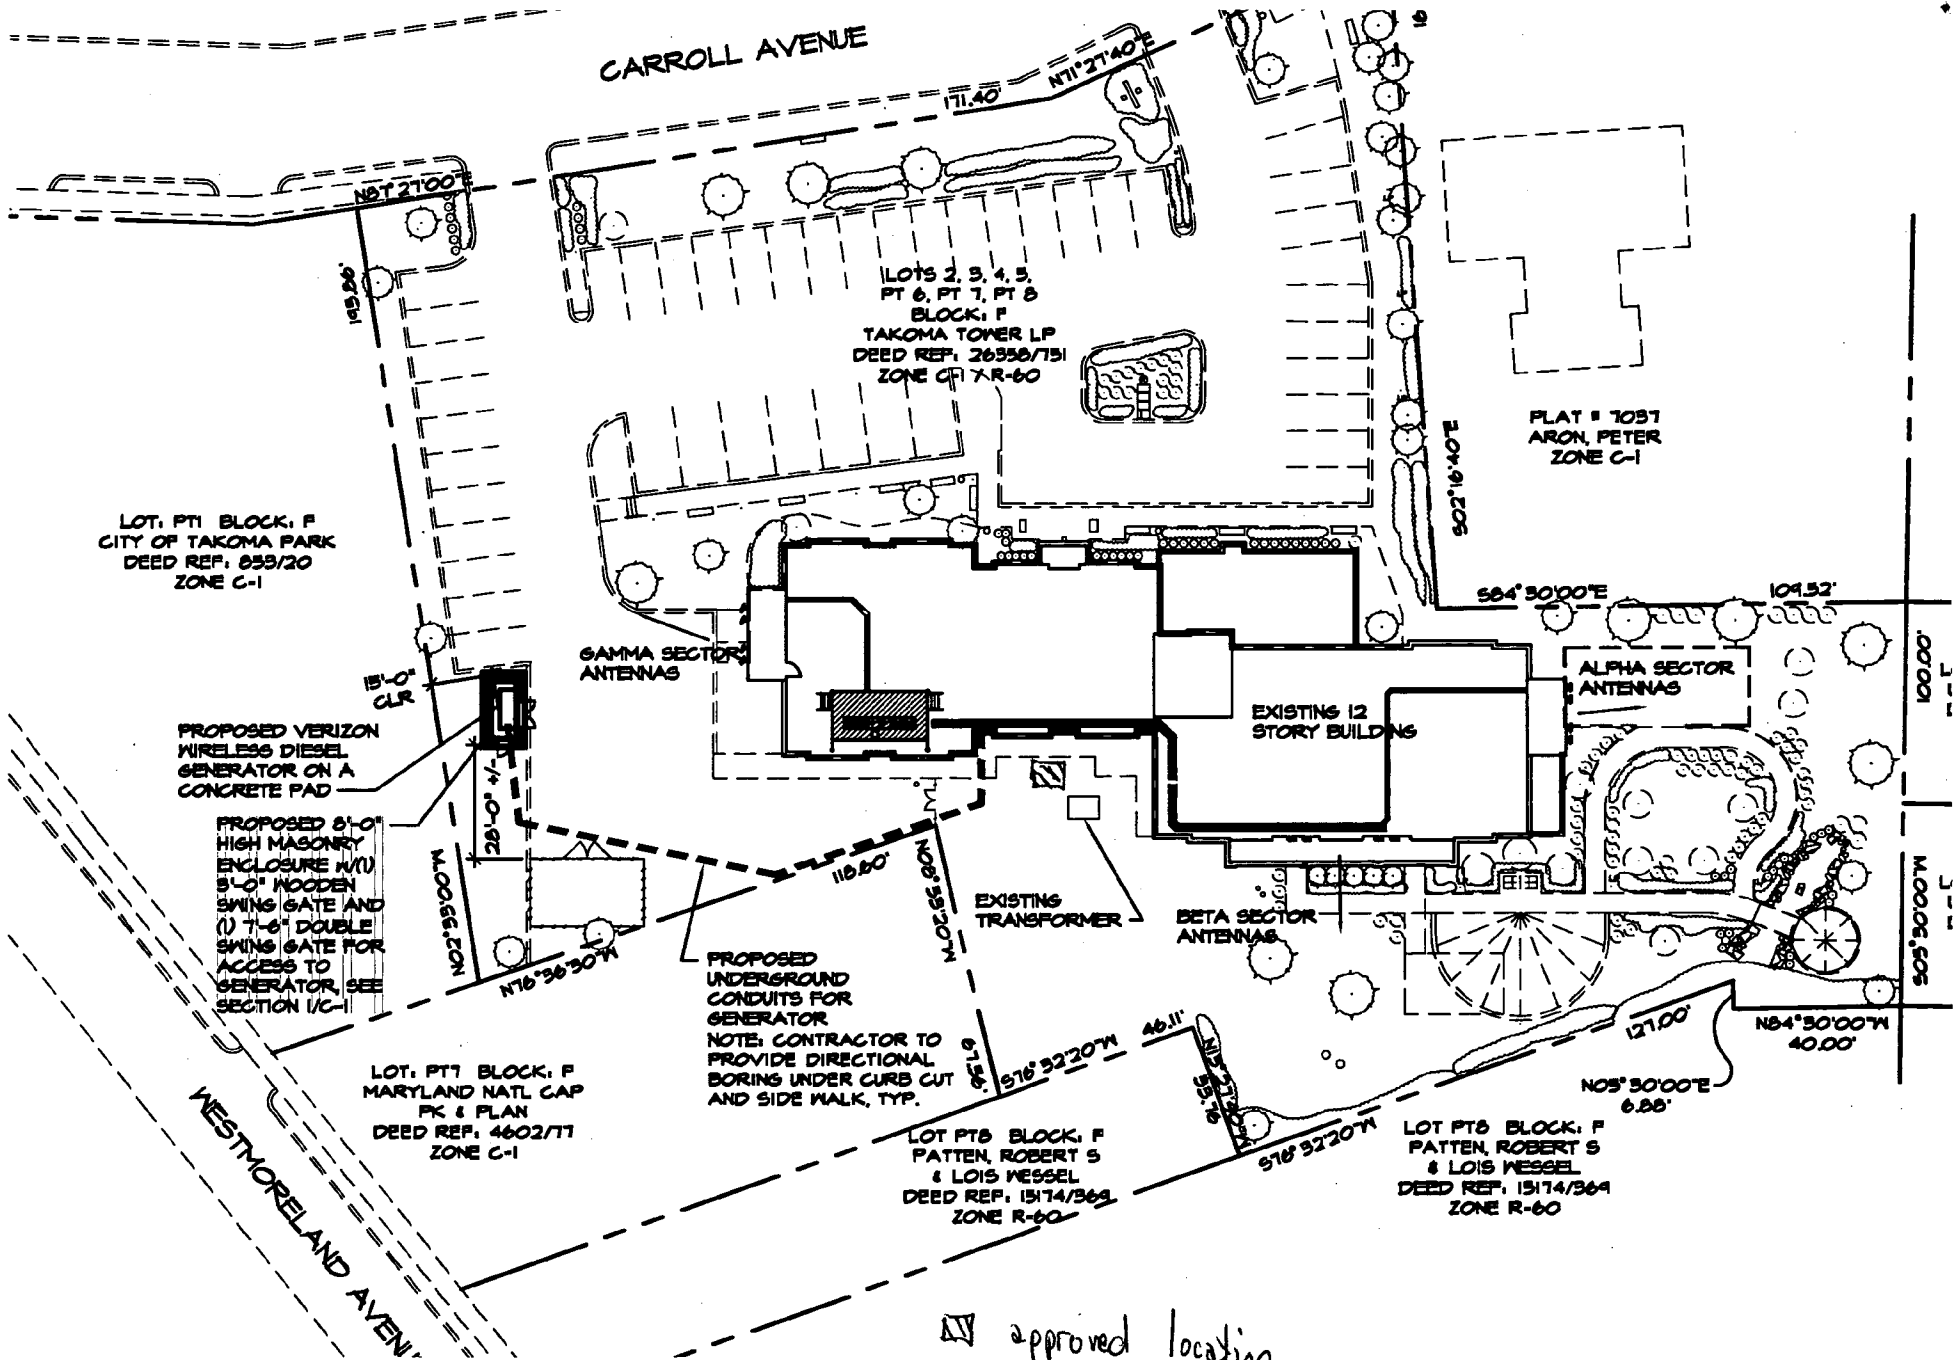 CARROLL AVENUE
N71°27'40"E
171.40'
N87°27'00"E
LOTS 2, 3, 4, 5,
PT 6, PT 7, PT 8
BLOCK: F
TAKOMA TOWER LP
DEED REF: 26358/751
ZONE C-1 & R-60
PLAT # 7037
ARON, PETER
ZONE C-1
S02°16'40"E
LOT: PT1 BLOCK: F
CITY OF TAKOMA PARK
DEED REF: 853/20
ZONE C-1
S84°30'00"E
109.52'
100.00'
GAMMA SECTOR
ANTENNAS
ALPHA SECTOR
ANTENNAS
15'-0"
CLR
EXISTING 12
STORY BUILDING
PROPOSED VERIZON
WIRELESS DIESEL
GENERATOR ON A
CONCRETE PAD
28'-0" +/-
PROPOSED 8'-0"
HIGH MASONRY
ENCLOSURE W/(1)
3'-0" WOODEN
SWING GATE AND
(1) 7'-6" DOUBLE
SWING GATE FOR
ACCESS TO
GENERATOR, SEE
SECTION 1/C-1
N02°35'00"W
118.60'
N08°35'20"W
67.56'
EXISTING
TRANSFORMER
BETA SECTOR
ANTENNAS
S05°30'00"W
N76°36'30"W
PROPOSED
UNDERGROUND
CONDUITS FOR
GENERATOR
NOTE: CONTRACTOR TO
PROVIDE DIRECTIONAL
BORING UNDER CURB CUT
AND SIDE WALK, TYP.
127.00'
N84°30'00"W
40.00'
N05°30'00"E
6.88'
S76°32'20"W
46.11'
LOT: PT7 BLOCK: F
MARYLAND NATL CAP
PK & PLAN
DEED REF: 4602/77
ZONE C-1
LOT PT8 BLOCK: F
PATTEN, ROBERT S
& LOIS WESSEL
DEED REF: 13174/369
ZONE R-60
S76°32'20"W
LOT PT8 BLOCK: F
PATTEN, ROBERT S
& LOIS WESSEL
DEED REF: 13174/369
ZONE R-60
WESTMORELAND AVENU
approved location